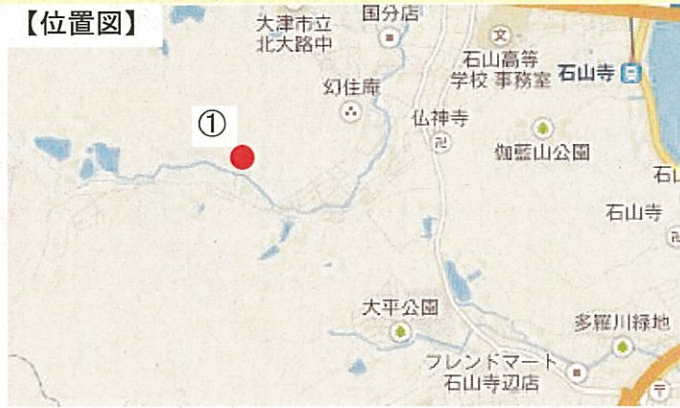 【位置図】
大津市立
北大路中
国分店
石山高等
学校 事務室
石山寺
幻住庵
①
仏神寺
伽藍山公園
石山
石山寺
大平公園
多羅川緑地
フレンドマート
石山寺辺店